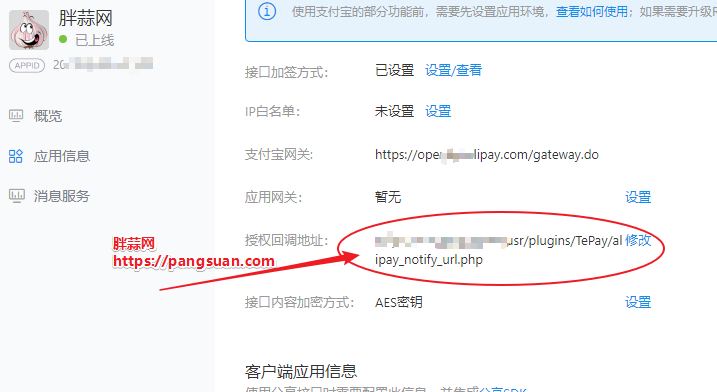 胖蒜网
已上线
使用支付宝的部分功能前，需要先设置应用环境，查看如何使用；如果需要升级R
APPID 20
接口加签方式： 已设置 设置/查看
IP白名单： 未设置 设置
概览
支付宝网关： https://ope lipay.com/gateway.do
应用信息
应用网关： 暂无 设置
消息服务
授权回调地址： usr/plugins/TePay/al 修改
ipay_notify_url.php
胖蒜网
https://pangsuan.com
接口内容加密方式： AES密钥 设置
客户端应用信息